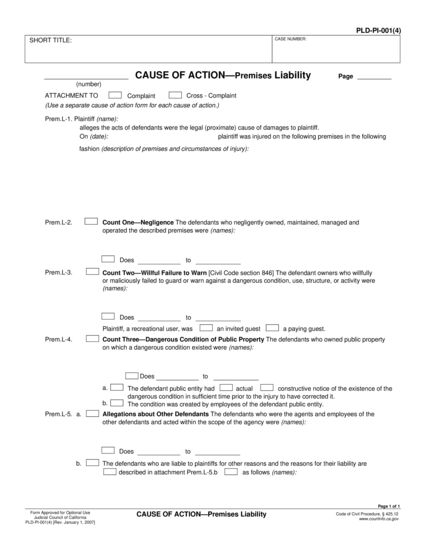 PLD-PI-001(4)
SHORT TITLE:
CASE NUMBER:
CAUSE OF ACTION—Premises Liability
Page
(number)
ATTACHMENT TO Complaint Cross - Complaint
(Use a separate cause of action form for each cause of action.)
Prem.L-1. Plaintiff (name):
alleges the acts of defendants were the legal (proximate) cause of damages to plaintiff.
On (date): plaintiff was injured on the following premises in the following
fashion (description of premises and circumstances of injury):
Prem.L-2. Count One—Negligence The defendants who negligently owned, maintained, managed and
operated the described premises were (names):
Does to
Prem.L-3. Count Two—Willful Failure to Warn [Civil Code section 846] The defendant owners who willfully
or maliciously failed to guard or warn against a dangerous condition, use, structure, or activity were
(names):
Does to
Plaintiff, a recreational user, was an invited guest a paying guest.
Prem.L-4. Count Three—Dangerous Condition of Public Property The defendants who owned public property
on which a dangerous condition existed were (names):
Does to
a. The defendant public entity had actual constructive notice of the existence of the
dangerous condition in sufficient time prior to the injury to have corrected it.
b. The condition was created by employees of the defendant public entity.
Prem.L-5. a. Allegations about Other Defendants The defendants who were the agents and employees of the
other defendants and acted within the scope of the agency were (names):
Does to
b. The defendants who are liable to plaintiffs for other reasons and the reasons for their liability are
described in attachment Prem.L-5.b as follows (names):
Page 1 of 1
Form Approved for Optional Use
Judicial Council of California
PLD-PI-001(4) [Rev. January 1, 2007]
CAUSE OF ACTION—Premises Liability
Code of Civil Procedure, § 425.12
www.courtinfo.ca.gov